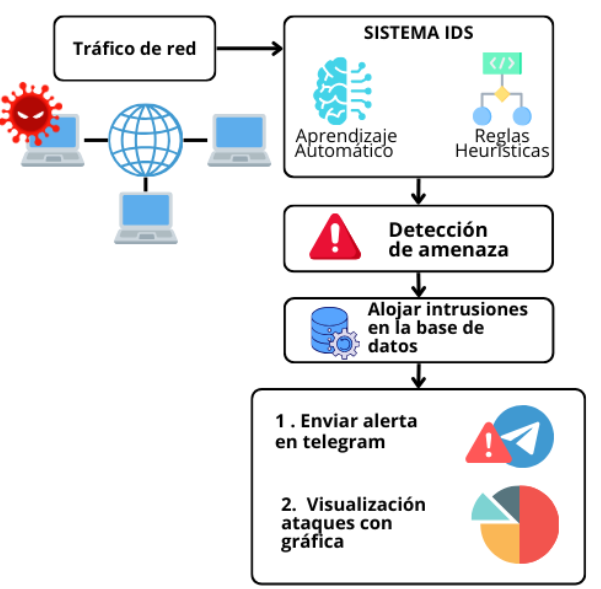 Tráfico de red
SISTEMA IDS
</>
Aprendizaje
Automático
Reglas
Heurísticas
Detección
de amenaza
Alojar intrusiones
en la base de
datos
1 . Enviar alerta
en telegram
2. Visualización
ataques con
gráfica